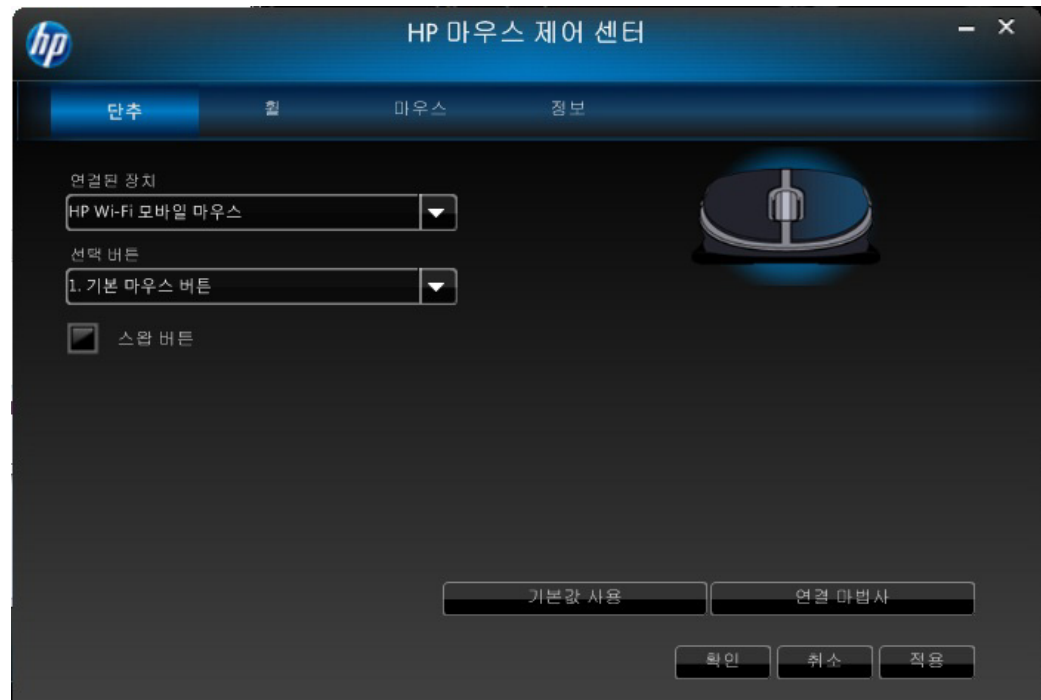 hp
HP 마우스 제어 센터
단추 휠 마우스 정보
연결된 장치
HP Wi-Fi 모바일 마우스
선택 버튼
1. 기본 마우스 버튼
스왑 버튼
기본값 사용 연결 마법사
확인 취소 적용